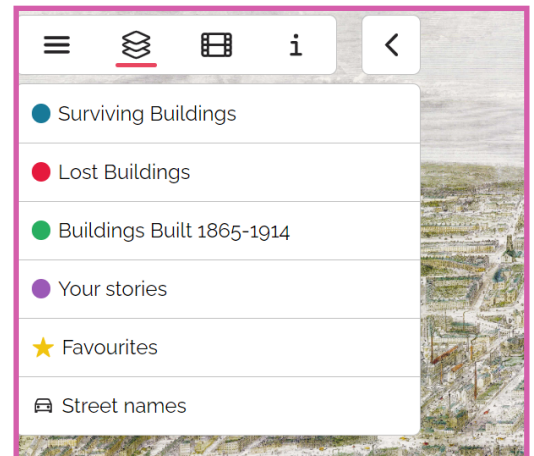 Surviving Buildings
Lost Buildings
Buildings Built 1865-1914
Your stories
Favourites
Street names